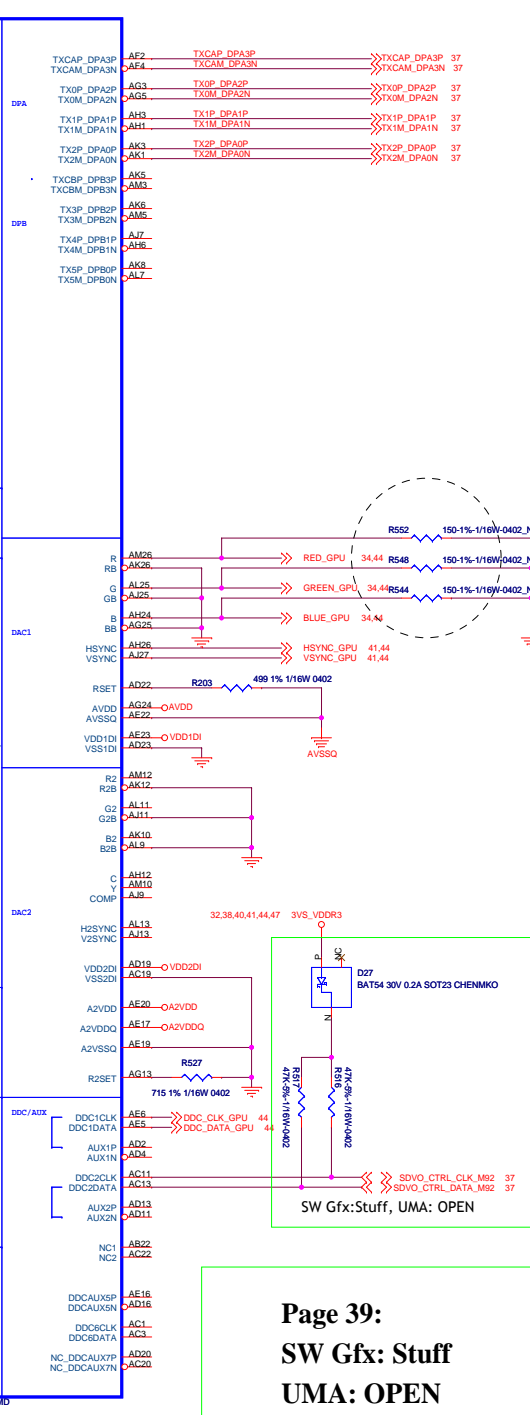 DPA
TXCAP_DPA3P AF2 TXCAP_DPA3P TXCAP_DPA3P 37
TXCAM_DPA3N AF4 TXCAM_DPA3N TXCAM_DPA3N 37
TX0P_DPA2P AG3 TX0P_DPA2P TX0P_DPA2P 37
TX0M_DPA2N AG5 TX0M_DPA2N TX0M_DPA2N 37
TX1P_DPA1P AH3 TX1P_DPA1P TX1P_DPA1P 37
TX1M_DPA1N AH1 TX1M_DPA1N TX1M_DPA1N 37
TX2P_DPA0P AK3 TX2P_DPA0P TX2P_DPA0P 37
TX2M_DPA0N AK1 TX2M_DPA0N TX2M_DPA0N 37
TXCBP_DPB3P AK5
TXCBM_DPB3N AM3
DPB
TX3P_DPB2P AK6
TX3M_DPB2N AM5
TX4P_DPB1P AJ7
TX4M_DPB1N AH6
TX5P_DPB0P AK8
TX5M_DPB0N AL7
R552 150-1%-1/16W-0402_N
R AM26 RED_GPU 34,44
R548 150-1%-1/16W-0402_N
RB AK26
G AL25 GREEN_GPU 34,44
R544 150-1%-1/16W-0402_N
GB AJ25
B AH24 BLUE_GPU 34,44
BB AG25
DAC1
HSYNC AH26 HSYNC_GPU 41,44
VSYNC AJ27 VSYNC_GPU 41,44
RSET AD22 R203 499 1% 1/16W 0402
AVDD AG24 AVDD
AVSSQ AE22
VDD1DI AE23 VDD1DI
VSS1DI AD23
AVSSQ
R2 AM12
R2B AK12
G2 AL11
G2B AJ11
B2 AK10
B2B AL9
C AH12
Y AM10
COMP AJ9
DAC2
32,38,40,41,44,47 3VS_VDDR3
H2SYNC AL13
V2SYNC AJ13
P NC
VDD2DI AD19 VDD2DI
VSS2DI AC19
D27
BAT54 30V 0.2A SOT23 CHENMKO
N
A2VDD AE20 A2VDD
A2VDDQ AE17 A2VDDQ
A2VSSQ AE19
R2SET AG13 R527
715 1% 1/16W 0402
R517
47K-5%-1/16W-0402
R516
47K-5%-1/16W-0402
DDC/AUX
DDC1CLK AE6 DDC_CLK_GPU 44
DDC1DATA AE5 DDC_DATA_GPU 44
AUX1P AD2
AUX1N AD4
DDC2CLK AC11 SDVO_CTRL_CLK_M92 37
DDC2DATA AC13 SDVO_CTRL_DATA_M92 37
AUX2P AD13
AUX2N AD11
SW Gfx:Stuff, UMA: OPEN
NC1 AB22
NC2 AC22
DDCAUX5P AE16
DDCAUX5N AD16
DDC6CLK AC1
DDC6DATA AC3
NC_DDCAUX7P AD20
NC_DDCAUX7N AC20
Page 39:
SW Gfx: Stuff
UMA: OPEN